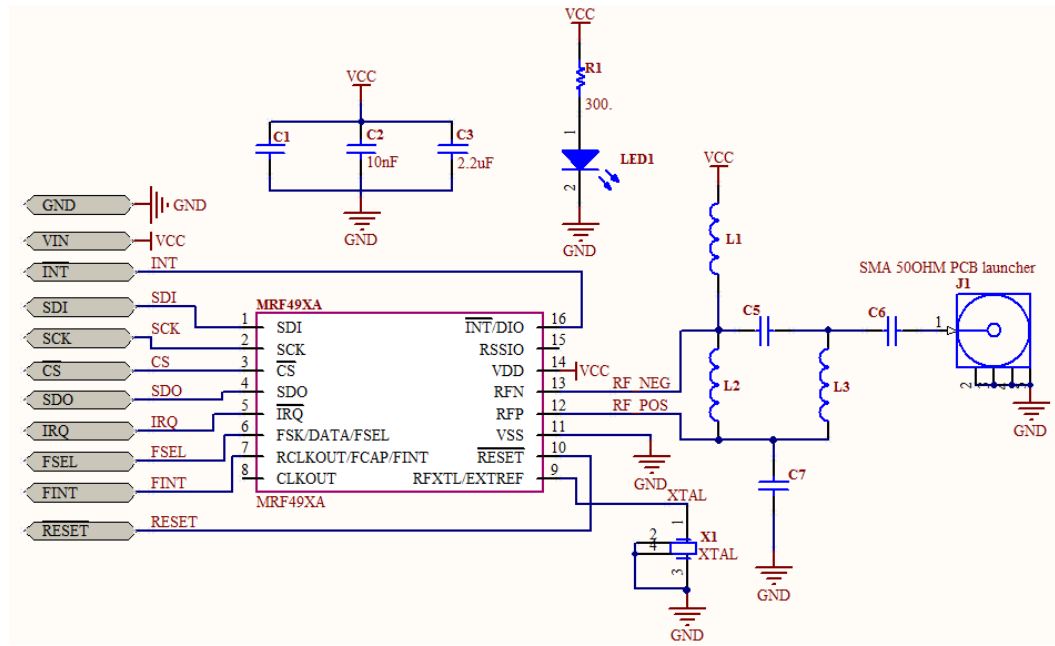 VCC
R1
300.
1
LED1
2
GND
VCC
C1
C2
10nF
C3
2.2uF
GND
GND
GND
VIN
VCC
INT
INT
SDI
SDI
SCK
SCK
CS
CS
SDO
SDO
IRQ
IRQ
FSEL
FSEL
FINT
FINT
RESET
RESET
MRF49XA
1 SDI
2 SCK
3 CS
4 SDO
5 IRQ
6 FSK/DATA/FSEL
7 RCLKOUT/FCAP/FINT
8 CLKOUT
INT/DIO 16
RSSIO 15
VDD 14
VCC
RFN 13
RF_NEG
RFP 12
RF_POS
VSS 11
GND
RESET 10
RFXTL/EXTREF 9
MRF49XA
XTAL
1
2
4
X1
XTAL
3
GND
VCC
L1
C5
L2
L3
C6
C7
GND
SMA 50OHM PCB launcher
J1
1
2
GND